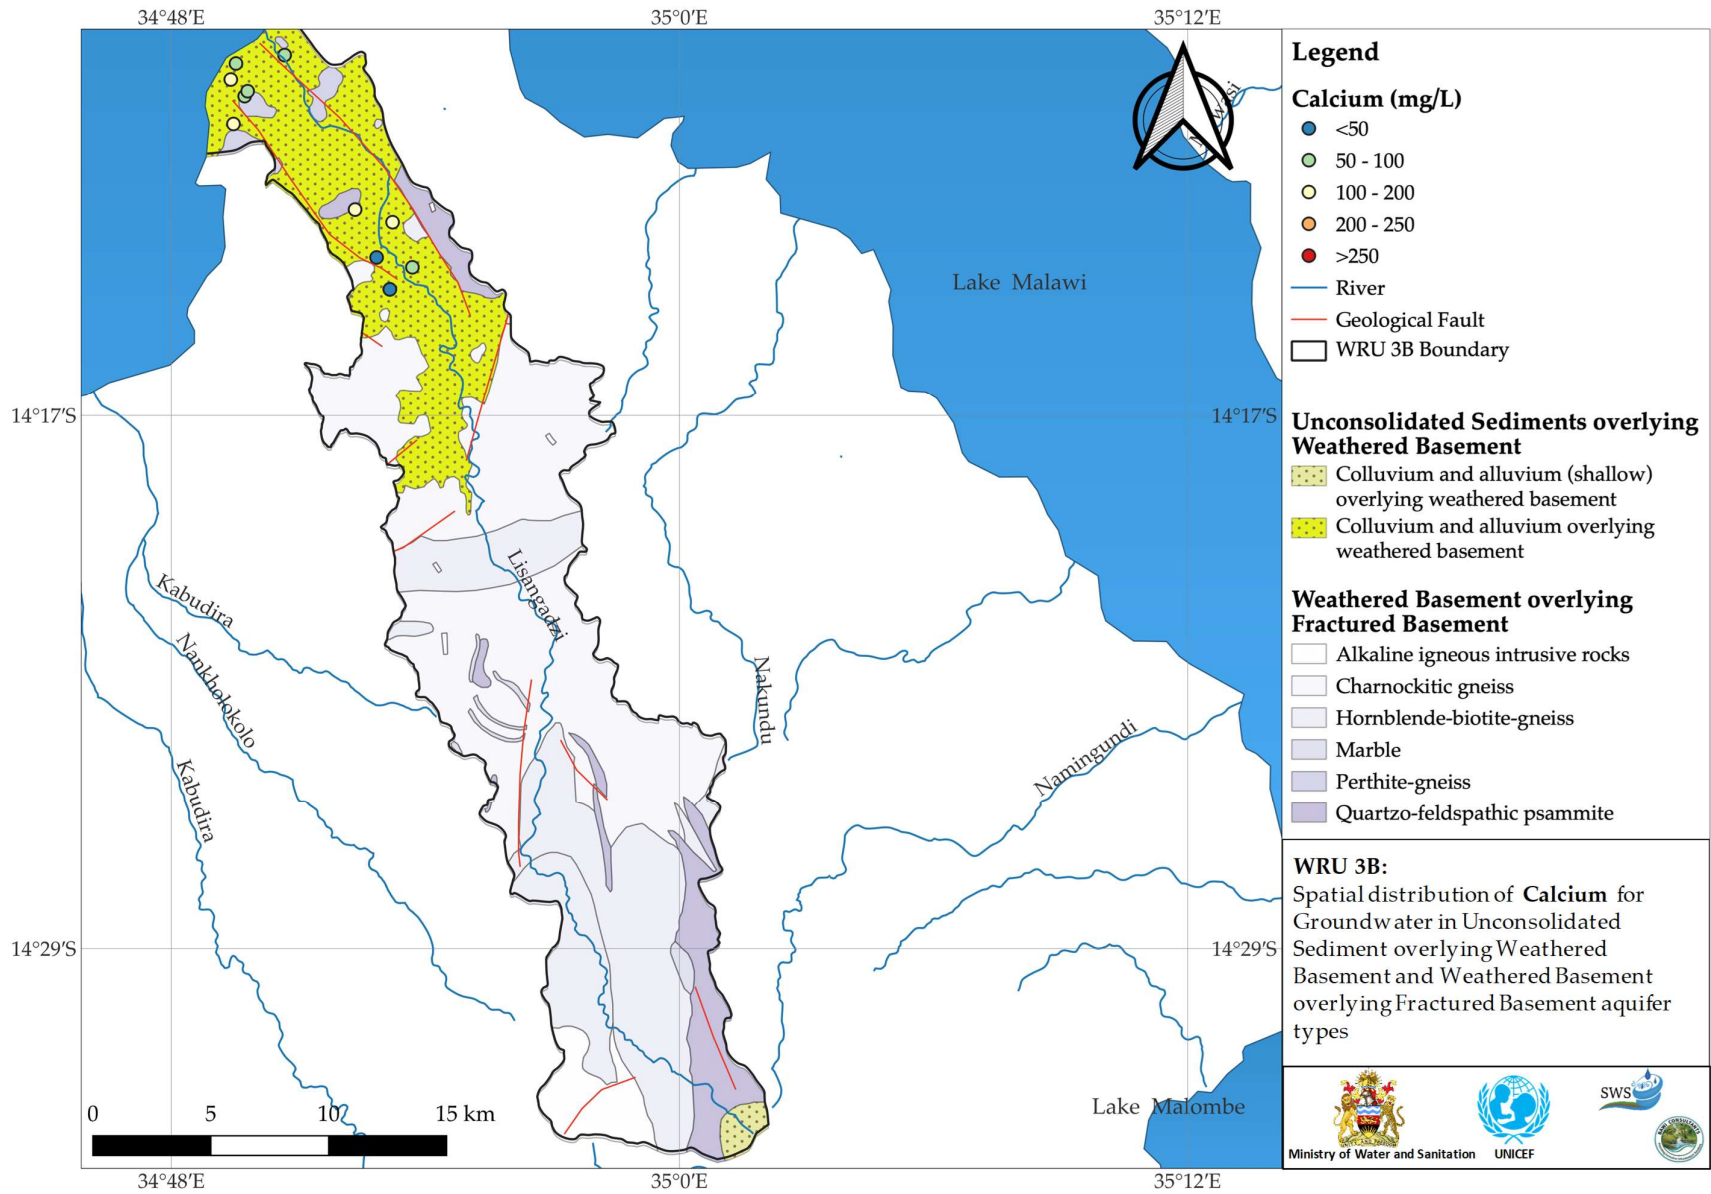 34°48′E
35°0′E
35°12′E
14°17′S
14°17′S
14°29′S
14°29′S
34°48′E
35°0′E
35°12′E
Lake Malawi
Lake Malombe
Lisangadzi
Kabudira
Nankholokolo
Kabudira
Nakundu
Namingundi
0 5 10 15 km
Legend
Calcium (mg/L)
<50
50 - 100
100 - 200
200 - 250
>250
River
Geological Fault
WRU 3B Boundary
Unconsolidated Sediments overlying
Weathered Basement
Colluvium and alluvium (shallow)
overlying weathered basement
Colluvium and alluvium overlying
weathered basement
Weathered Basement overlying
Fractured Basement
Alkaline igneous intrusive rocks
Charnockitic gneiss
Hornblende-biotite-gneiss
Marble
Perthite-gneiss
Quartzo-feldspathic psammite
WRU 3B:
Spatial distribution of Calcium for
Groundwater in Unconsolidated
Sediment overlying Weathered
Basement and Weathered Basement
overlying Fractured Basement aquifer
types
Ministry of Water and Sanitation
UNICEF
SWS